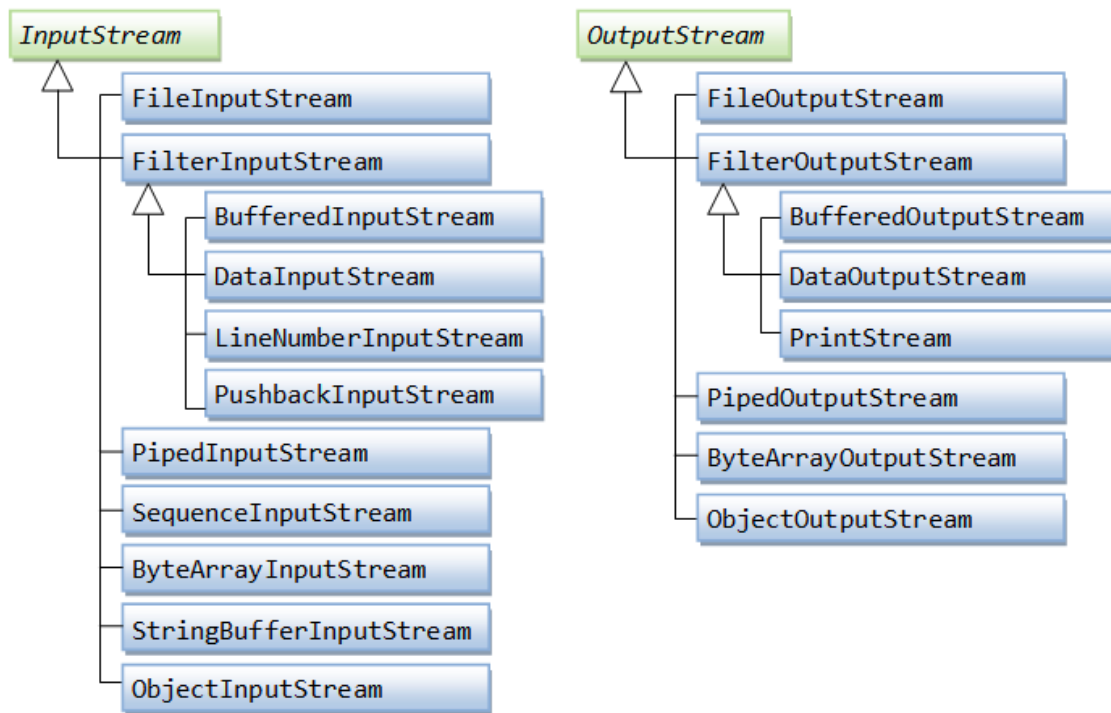 InputStream
FileInputStream
FilterInputStream
BufferedInputStream
DataInputStream
LineNumberInputStream
PushbackInputStream
PipedInputStream
SequenceInputStream
ByteArrayInputStream
StringBufferInputStream
ObjectInputStream
OutputStream
FileOutputStream
FilterOutputStream
BufferedOutputStream
DataOutputStream
PrintStream
PipedOutputStream
ByteArrayOutputStream
ObjectOutputStream